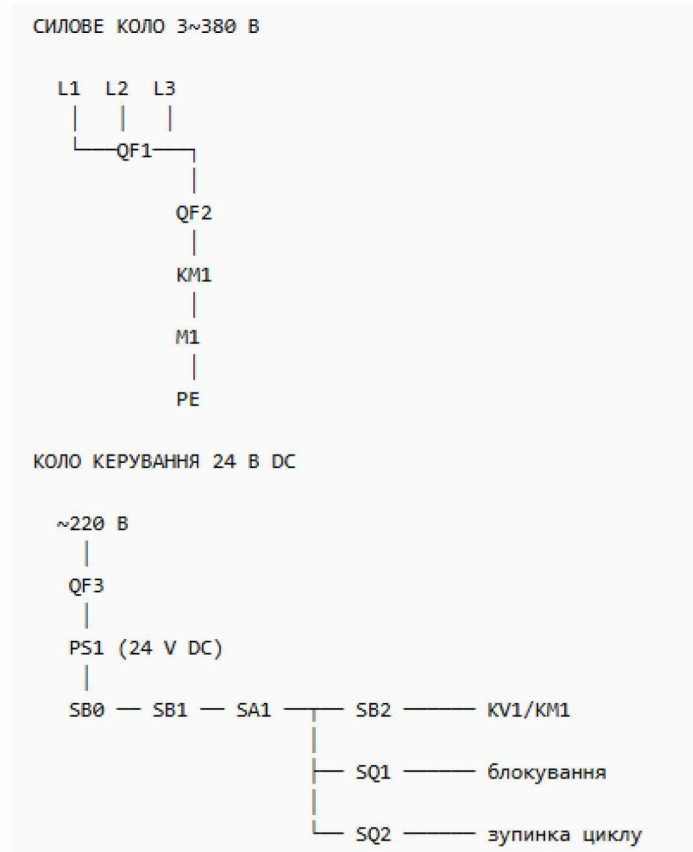 СИЛОВЕ КОЛО 3~380 В
L1 L2 L3
QF1
QF2
KM1
M1
PE
КОЛО КЕРУВАННЯ 24 В DC
~220 В
QF3
PS1 (24 V DC)
SB0 — SB1 — SA1 — SB2 — KV1/KM1
SQ1 — блокування
SQ2 — зупинка циклу